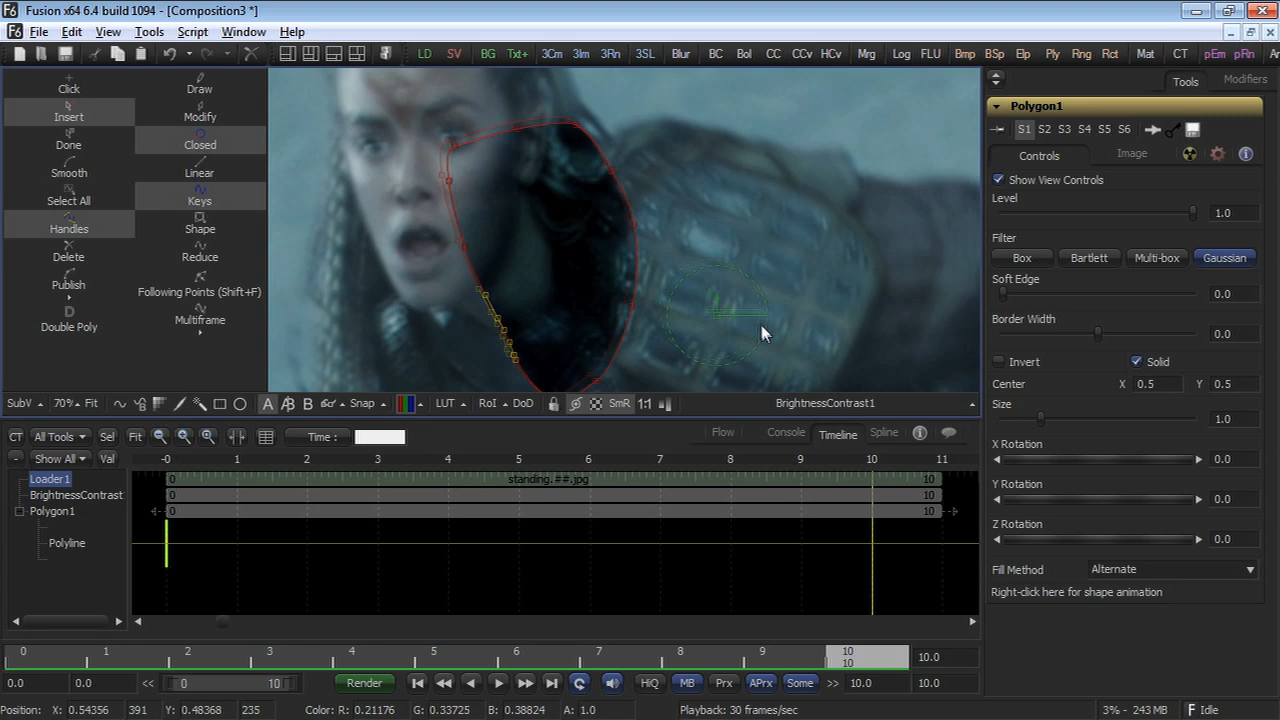 Fusion x64 6.4 build 1094 - [Composition3 *]
File Edit View Tools Script Window Help
LD SV BG Txt+ 3Cm 3Im 3Rn 3SL Blur BC CC CCv HCv Mrg Log FLU Bmp BSp Elp Ply Rng Rct Mat CT pEm pRn Ar
Click Draw
Insert Modify
Done Closed
Smooth Linear
Select All Keys
Handles Shape
Delete Reduce
Publish Following Points (Shift+F)
Double Poly Multiframe
SubV 70% Fit A B Snap LUT RoI DoD SmR 1:1 BrightnessContrast1
Tools Modifiers
Polygon1
S1 S2 S3 S4 S5 S6
Controls Image
Show View Controls
Level
1.0
Filter
Box Bartlett Multi-box Gaussian
Soft Edge
0.0
Border Width
0.0
Invert Solid
Center X 0.5 Y 0.5
Size
1.0
X Rotation
0.0
Y Rotation
0.0
Z Rotation
0.0
Fill Method Alternate
Right-click here for shape animation
CT All Tools Sel Fit Time : Flow Console Timeline Spline
- Show All Val -0 1 2 3 4 5 6 7 8 9 10 11
Loader1 0 standing.##.jpg 10
BrightnessContrast 0 10
Polygon1 0 10
Polyline
0 1 2 3 4 5 6 7 8 9 10
10 10.0
0.0 0.0 << 0 10 Render HiQ MB Prx APrx Some >> 10.0 10.0
Position: X: 0.54356 391 Y: 0.48368 235 Color: R: 0.21176 G: 0.33725 B: 0.38824 A: 1.0 Playback: 30 frames/sec 3% - 243 MB Idle